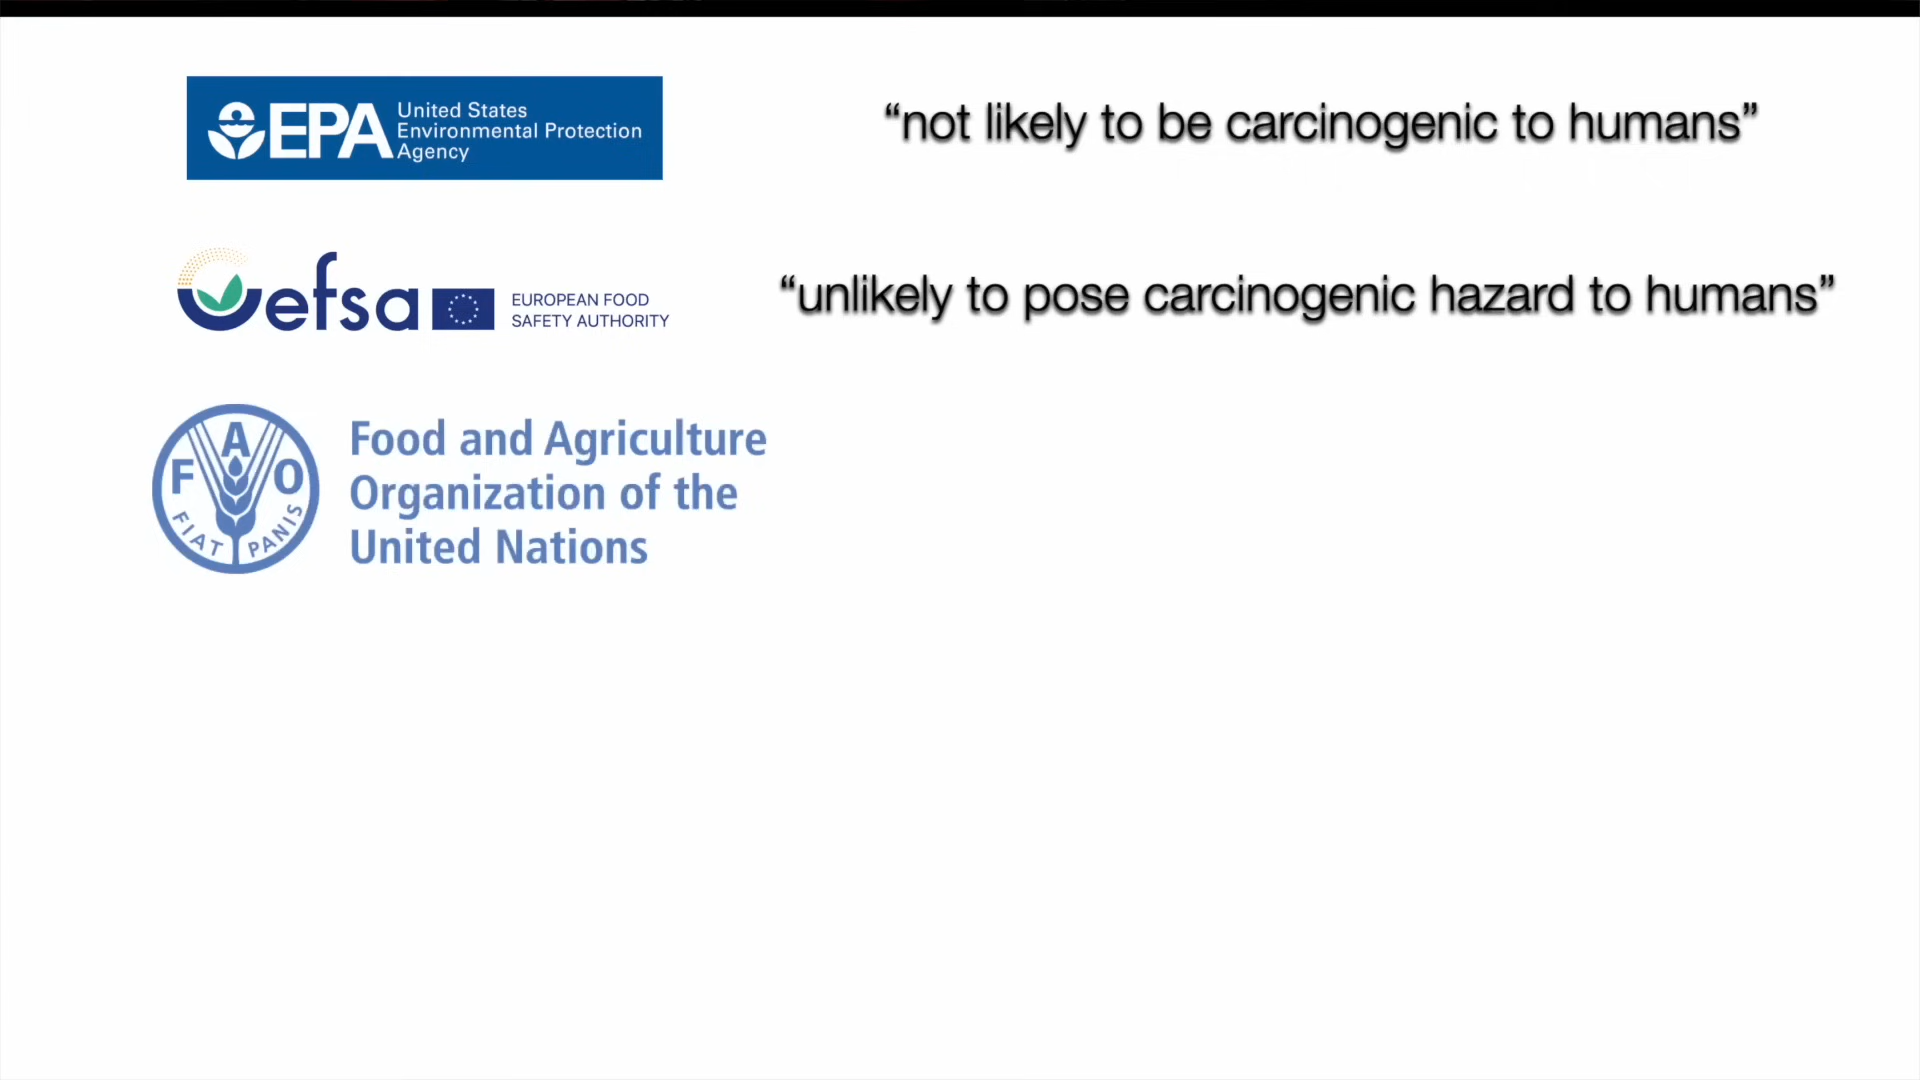 EPA United States
Environmental Protection
Agency
“not likely to be carcinogenic to humans”
efsa EUROPEAN FOOD
SAFETY AUTHORITY
“unlikely to pose carcinogenic hazard to humans”
F A O
FIAT PANIS
Food and Agriculture
Organization of the
United Nations